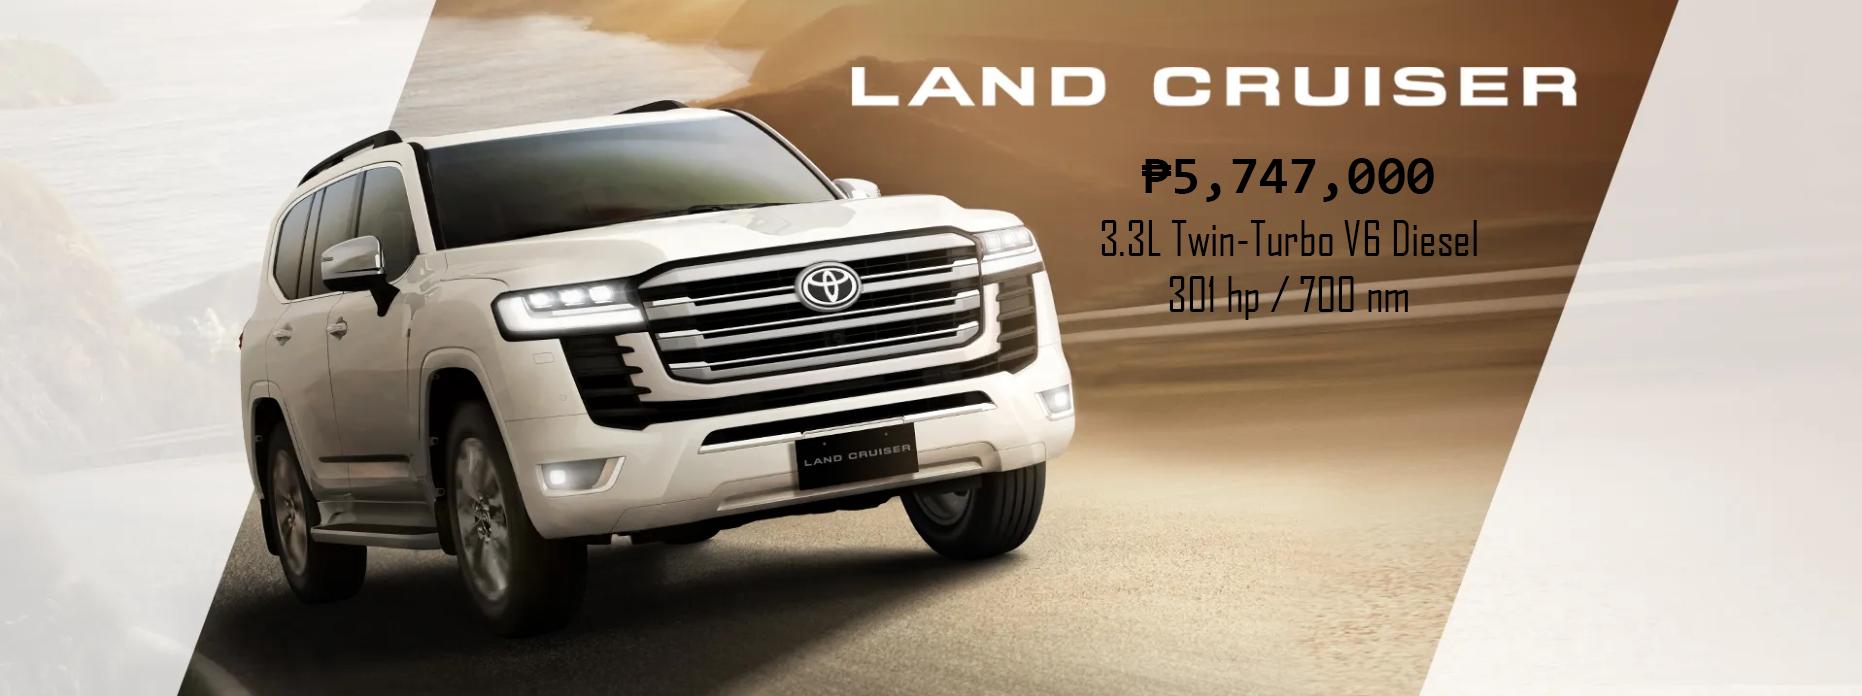 LAND CRUISER
₱5,747,000
3.3L Twin-Turbo V6 Diesel
301 hp / 700 nm
LAND CRUISER